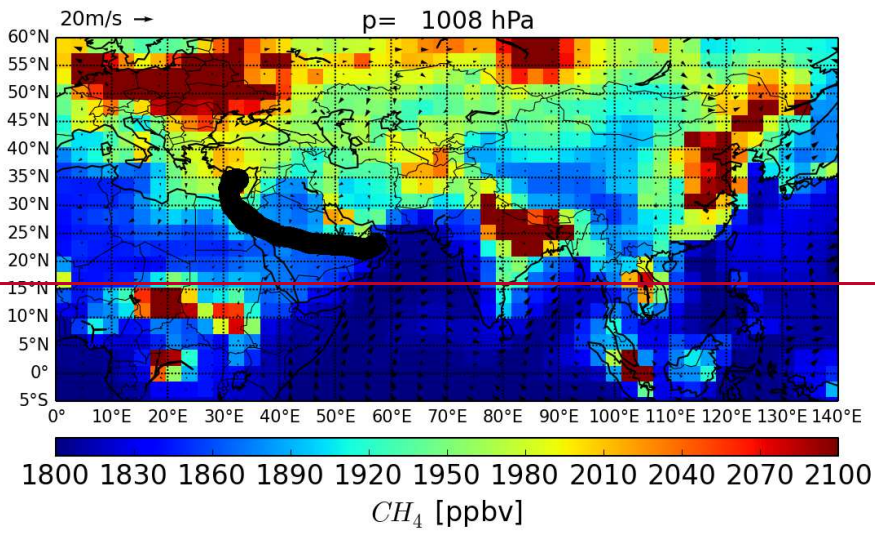 20m/s
p= 1008 hPa
60°N
55°N
50°N
45°N
40°N
35°N
30°N
25°N
20°N
15°N
10°N
5°N
0°
5°S
0° 10°E 20°E 30°E 40°E 50°E 60°E 70°E 80°E 90°E 100°E 110°E 120°E 130°E 140°E
1800 1830 1860 1890 1920 1950 1980 2010 2040 2070 2100
CH₄ [ppbv]